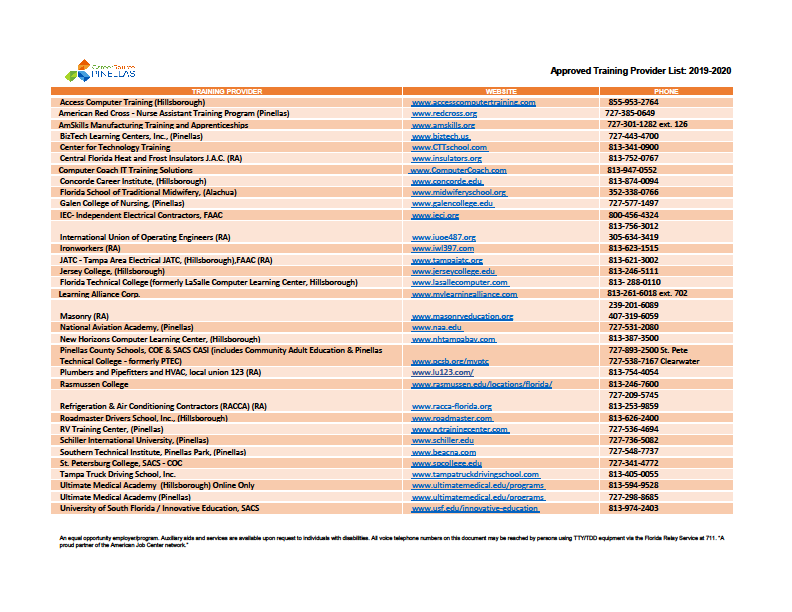 CareerSource
PINELLAS
Approved Training Provider List: 2019-2020
TRAINING PROVIDER WEBSITE PHONE
Access Computer Training (Hillsborough) www.accesscomputertraining.com 855-953-2764
American Red Cross - Nurse Assistant Training Program (Pinellas) www.redcross.org 727-385-0649
AmSkills Manufacturing Training and Apprenticeships www.amskills.org 727-301-1282 ext. 126
BizTech Learning Centers, Inc., (Pinellas) www.biztech.us 727-443-4700
Center for Technology Training www.CTTschool.com 813-341-0900
Central Florida Heat and Frost Insulators J.A.C. (RA) www.insulators.org 813-752-0767
Computer Coach IT Training Solutions www.ComputerCoach.com 813-947-0552
Concorde Career Institute, (Hillsborough) www.concorde.edu 813-874-0094
Florida School of Traditional Midwifery, (Alachua) www.midwiferyschool.org 352-338-0766
Galen College of Nursing, (Pinellas) www.galencollege.edu 727-577-1497
IEC- Independent Electrical Contractors, FAAC www.ieci.org 800-456-4324
813-756-3012
International Union of Operating Engineers (RA) www.iuoe487.org 305-634-3419
Ironworkers (RA) www.iwl397.com 813-623-1515
JATC - Tampa Area Electrical JATC, (Hillsborough),FAAC (RA) www.tampajatc.org 813-621-3002
Jersey College, (Hillsborough) www.jerseycollege.edu 813-246-5111
Florida Technical College (formerly LaSalle Computer Learning Center, Hillsborough) www.lasallecomputer.com 813- 288-0110
Learning Alliance Corp. www.mylearningalliance.com 813-261-6018 ext. 702
239-201-6089
Masonry (RA) www.masonryeducation.org 407-319-6059
National Aviation Academy, (Pinellas) www.naa.edu 727-531-2080
New Horizons Computer Learning Center, (Hillsborough) www.nhtampabay.com 813-387-3500
Pinellas County Schools, COE & SACS CASI (includes Community Adult Education & Pinellas 727-893-2500 St. Pete
Technical College - formerly PTEC) www.pcsb.org/myptc 727-538-7167 Clearwater
Plumbers and Pipefitters and HVAC, local union 123 (RA) www.lu123.com/ 813-754-4054
Rasmussen College www.rasmussen.edu/locations/florida/ 813-246-7600
727-209-5745
Refrigeration & Air Conditioning Contractors (RACCA) (RA) www.racca-florida.org 813-253-9859
Roadmaster Drivers School, Inc., (Hillsborough) www.roadmaster.com 813-626-2400
RV Training Center, (Pinellas) www.rvtrainingcenter.com 727-536-4694
Schiller International University, (Pinellas) www.schiller.edu 727-736-5082
Southern Technical Institute, Pinellas Park, (Pinellas) www.beacna.com 727-548-7737
St. Petersburg College, SACS - COC www.spcollege.edu 727-341-4772
Tampa Truck Driving School, Inc. www.tampatruckdrivingschool.com 813-405-0055
Ultimate Medical Academy (Hillsborough) Online Only www.ultimatemedical.edu/programs 813-594-9528
Ultimate Medical Academy (Pinellas) www.ultimatemedical.edu/programs 727-298-8685
University of South Florida / Innovative Education, SACS www.usf.edu/innovative-education 813-974-2403
An equal opportunity employer/program. Auxiliary aids and services are available upon request to individuals with disabilities. All voice telephone numbers on this document may be reached by persons using TTY/TDD equipment via the Florida Relay Service at 711. "A
proud partner of the American Job Center network."